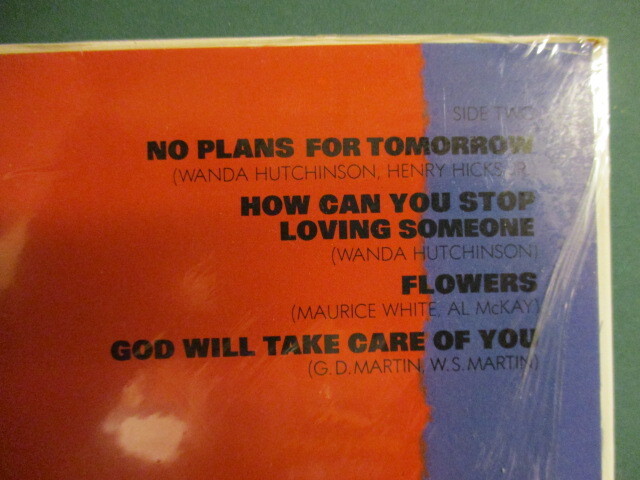 SIDE TWO
NO PLANS FOR TOMORROW
(WANDA HUTCHINSON, HENRY HICKS JR.
HOW CAN YOU STOP
LOVING SOMEONE
(WANDA HUTCHINSON)
FLOWERS
(MAURICE WHITE, AL McKAY)
GOD WILL TAKE CARE OF YOU
(G.D. MARTIN, W.S. MARTIN)